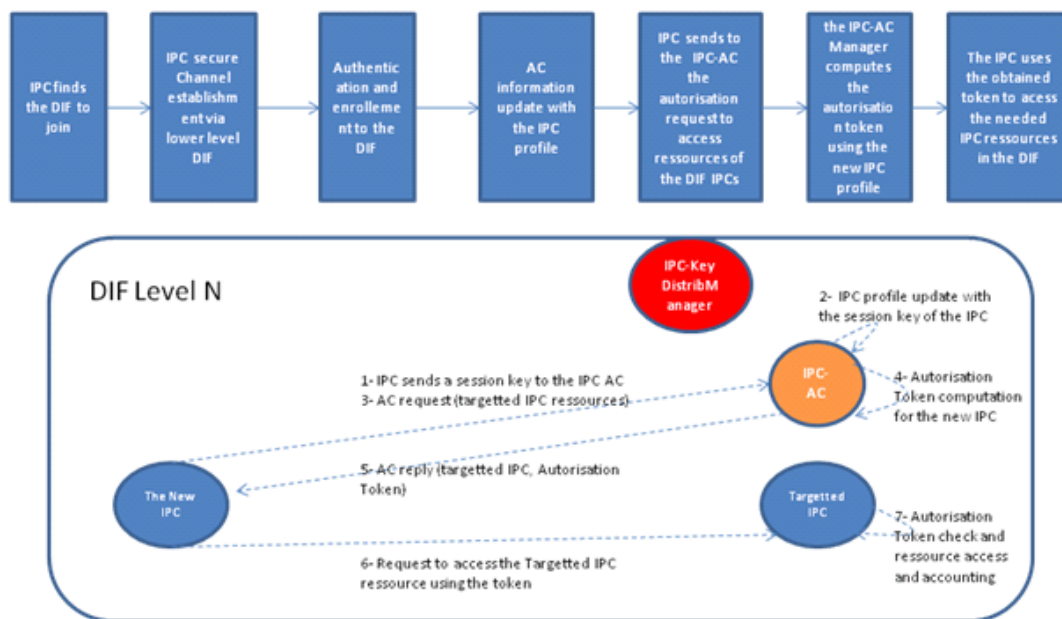 IPC finds
the DIF to
join
IPC secure
Channel
establishm
ent via
lower level
DIF
Authentic
ation and
enrolleme
nt to the
DIF
AC
information
update with
the IPC
profile
IPC sends to
the IPC-AC
the
autorisation
request to
access
ressources of
the DIF IPCs
the IPC-AC
Manager
computes
the
autorisatio
n token
using the
new IPC
profile
The IPC uses
the obtained
token to acess
the needed
IPC ressources
in the DIF
DIF Level N
IPC-Key
DistribM
anager
2- IPC profile update with
the session key of the IPC
IPC-
AC
1- IPC sends a session key to the IPC AC
3- AC request (targetted IPC ressources)
4- Autorisation
Token computation
for the new IPC
5- AC reply (targetted IPC, Autorisation
Token)
The New
IPC
Targetted
IPC
7- Autorisation
Token check and
ressource access
and accounting
6- Request to access the Targetted IPC
ressource using the token